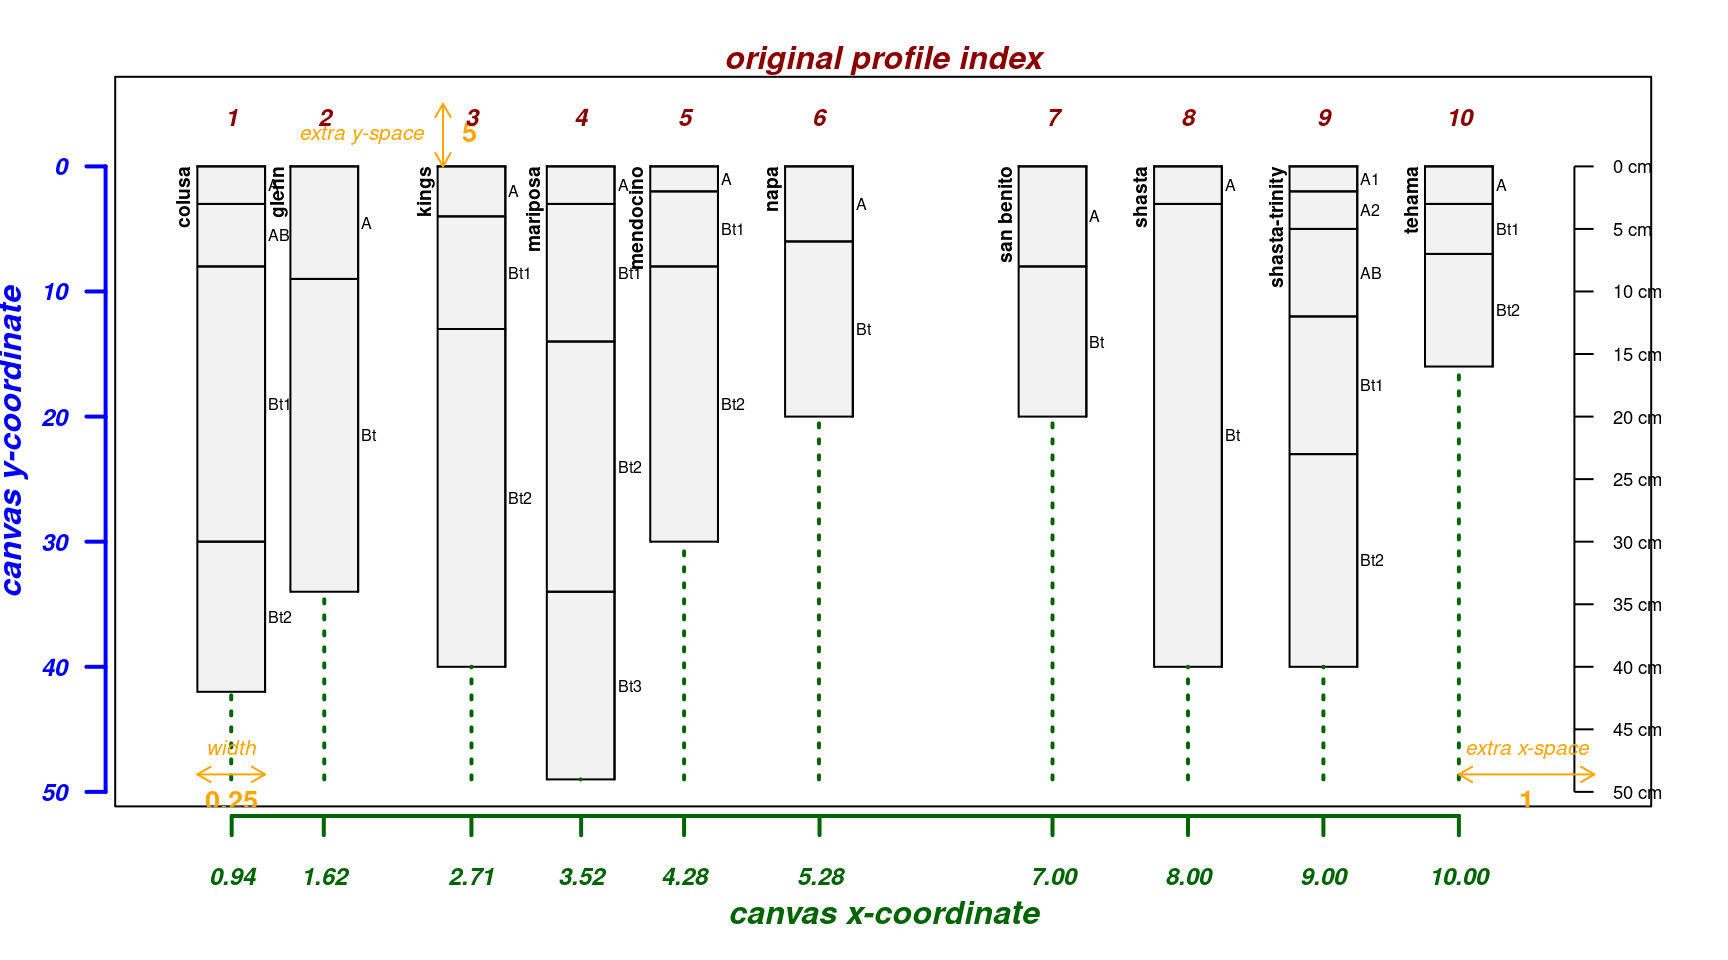 original profile index
1 2 3 4 5 6 7 8 9 10
extra y-space 5
canvas y-coordinate
0
10
20
30
40
50
colusa
A
AB
Bt1
Bt2
glenn
A
Bt
kings
A
Bt1
Bt2
mariposa
A
Bt1
Bt2
Bt3
mendocino
A
Bt1
Bt2
napa
A
Bt
san benito
A
Bt
shasta
A
Bt
shasta-trinity
A1
A2
AB
Bt1
Bt2
tehama
A
Bt1
Bt2
0 cm
5 cm
10 cm
15 cm
20 cm
25 cm
30 cm
35 cm
40 cm
45 cm
50 cm
width
0.25
extra x-space
1
0.94 1.62 2.71 3.52 4.28 5.28 7.00 8.00 9.00 10.00
canvas x-coordinate